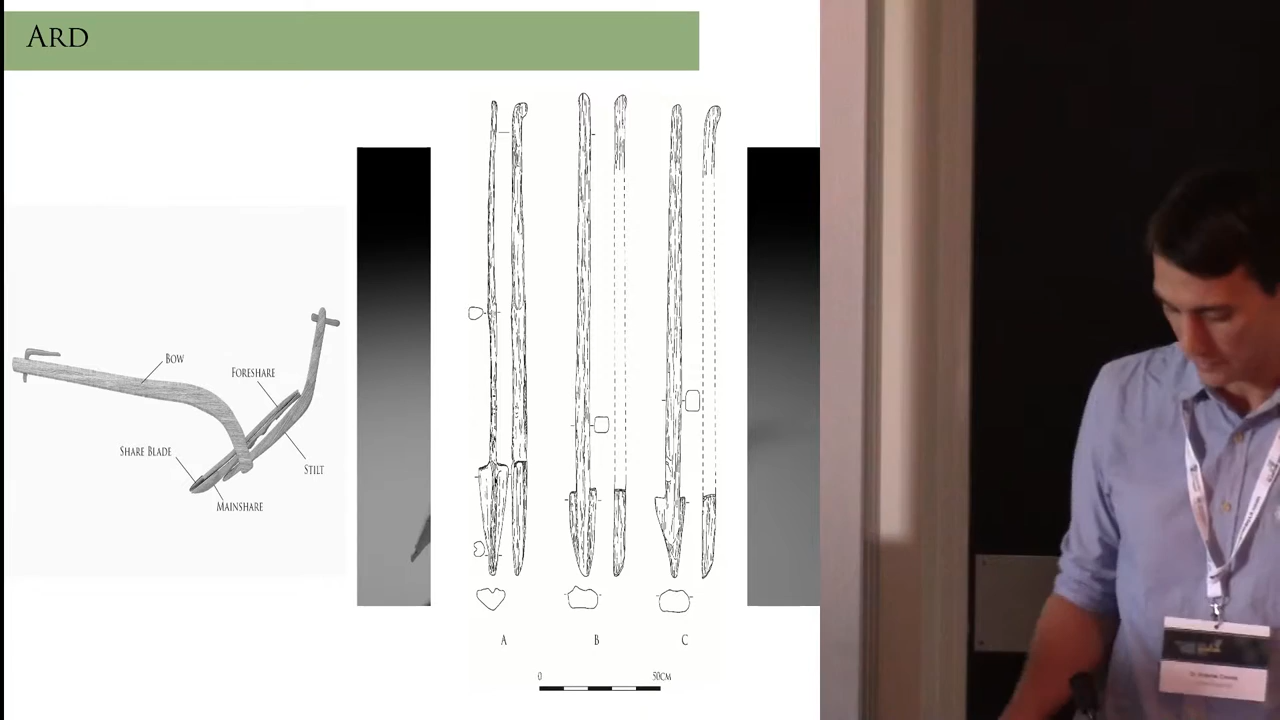 ARD
BOW
FORESHARE
SHARE BLADE
STILT
MAINSHARE
A B C
0 50CM